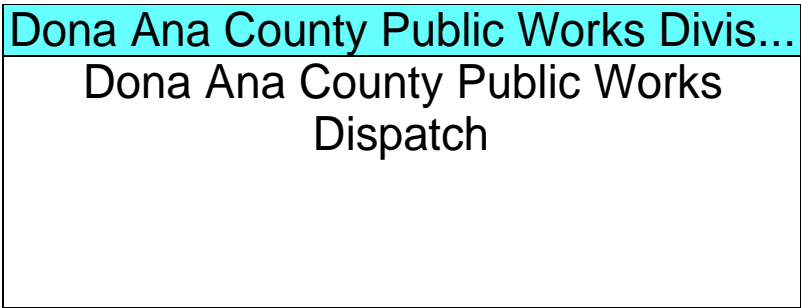 Dona Ana County Public Works Divis...
Dona Ana County Public Works
Dispatch